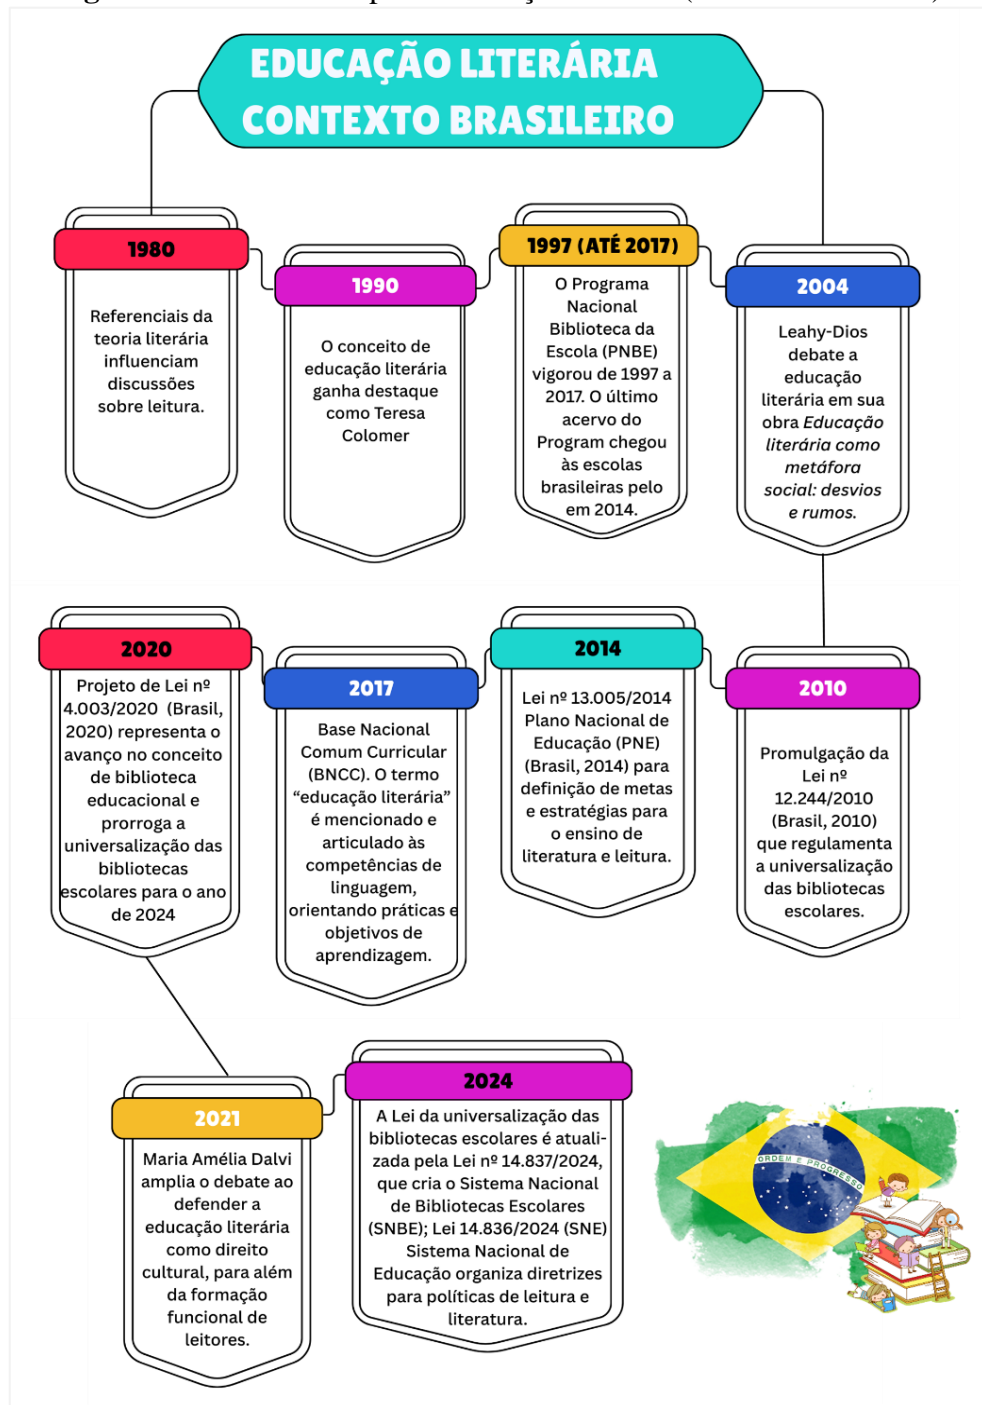 EDUCAÇÃO LITERÁRIA
CONTEXTO BRASILEIRO
1980
Referenciais da
teoria literária
influenciam
discussões
sobre leitura.
1990
O conceito de
educação literária
ganha destaque
como Teresa
Colomer
1997 (ATÉ 2017)
O Programa
Nacional
Biblioteca da
Escola (PNBE)
vigorou de 1997 a
2017. O último
acervo do
Program chegou
às escolas
brasileiras pelo
em 2014.
2004
Leahy-Dios
debate a
educação
literária em sua
obra Educação
literária como
metáfora
social: desvios
e rumos.
2010
Promulgação da
Lei nº
12.244/2010
(Brasil, 2010)
que regulamenta
a universalização
das bibliotecas
escolares.
2014
Lei nº 13.005/2014
Plano Nacional de
Educação (PNE)
(Brasil, 2014) para
definição de metas
e estratégias para
o ensino de
literatura e leitura.
2017
Base Nacional
Comum Curricular
(BNCC). O termo
“educação literária”
é mencionado e
articulado às
competências de
linguagem,
orientando práticas e
objetivos de
aprendizagem.
2020
Projeto de Lei nº
4.003/2020 (Brasil,
2020) representa o
avanço no conceito
de biblioteca
educacional e
prorroga a
universialização das
bibliotecas
escolares para o ano
de 2024
2021
Maria Amélia Dalvi
amplia o debate ao
defender a
educação literária
como direito
cultural, para além
da formação
funcional de
leitores.
2024
A Lei da universalização das
bibliotecas escolares é atuali-
zada pela Lei nº 14.837/2024,
que cria o Sistema Nacional
de Bibliotecas Escolares
(SNBE); Lei 14.836/2024 (SNE)
Sistema Nacional de
Educação organiza diretrizes
para políticas de leitura e
literatura.
ORDEM E PROGRESSO